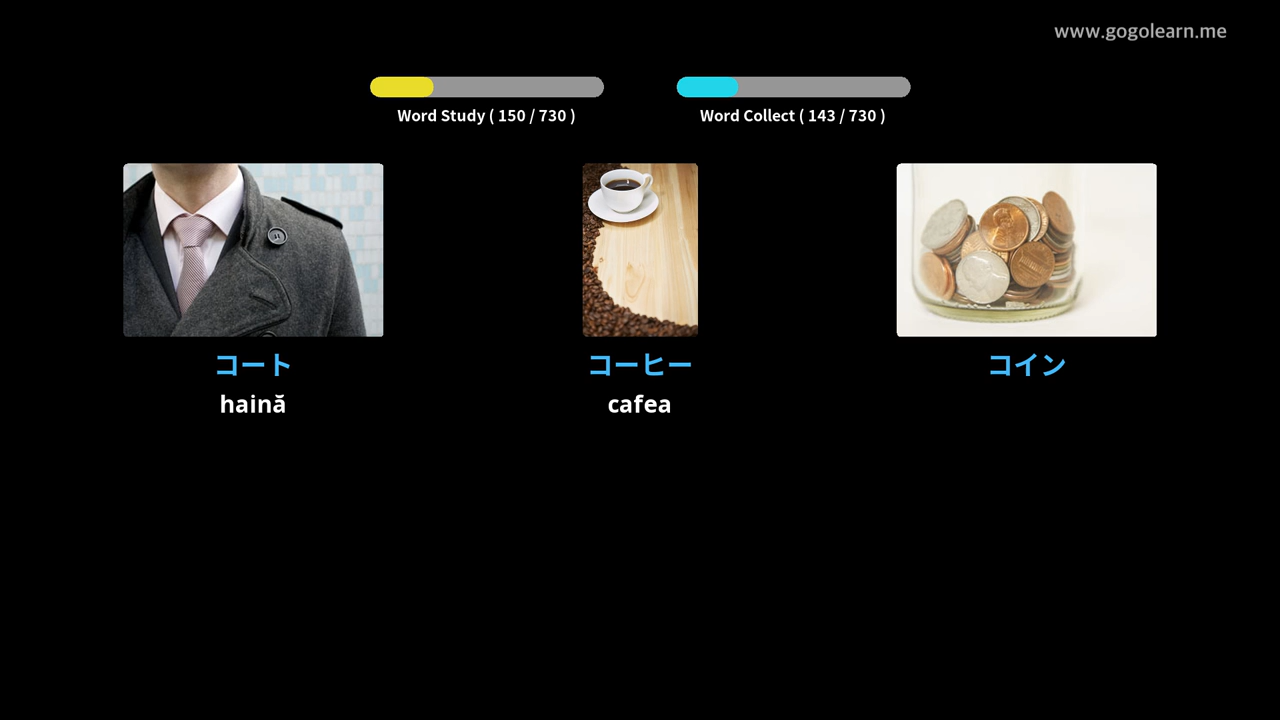 www.gogolearn.me
Word Study ( 150 / 730 )
Word Collect ( 143 / 730 )
コート
コーヒー
コイン
haină
cafea